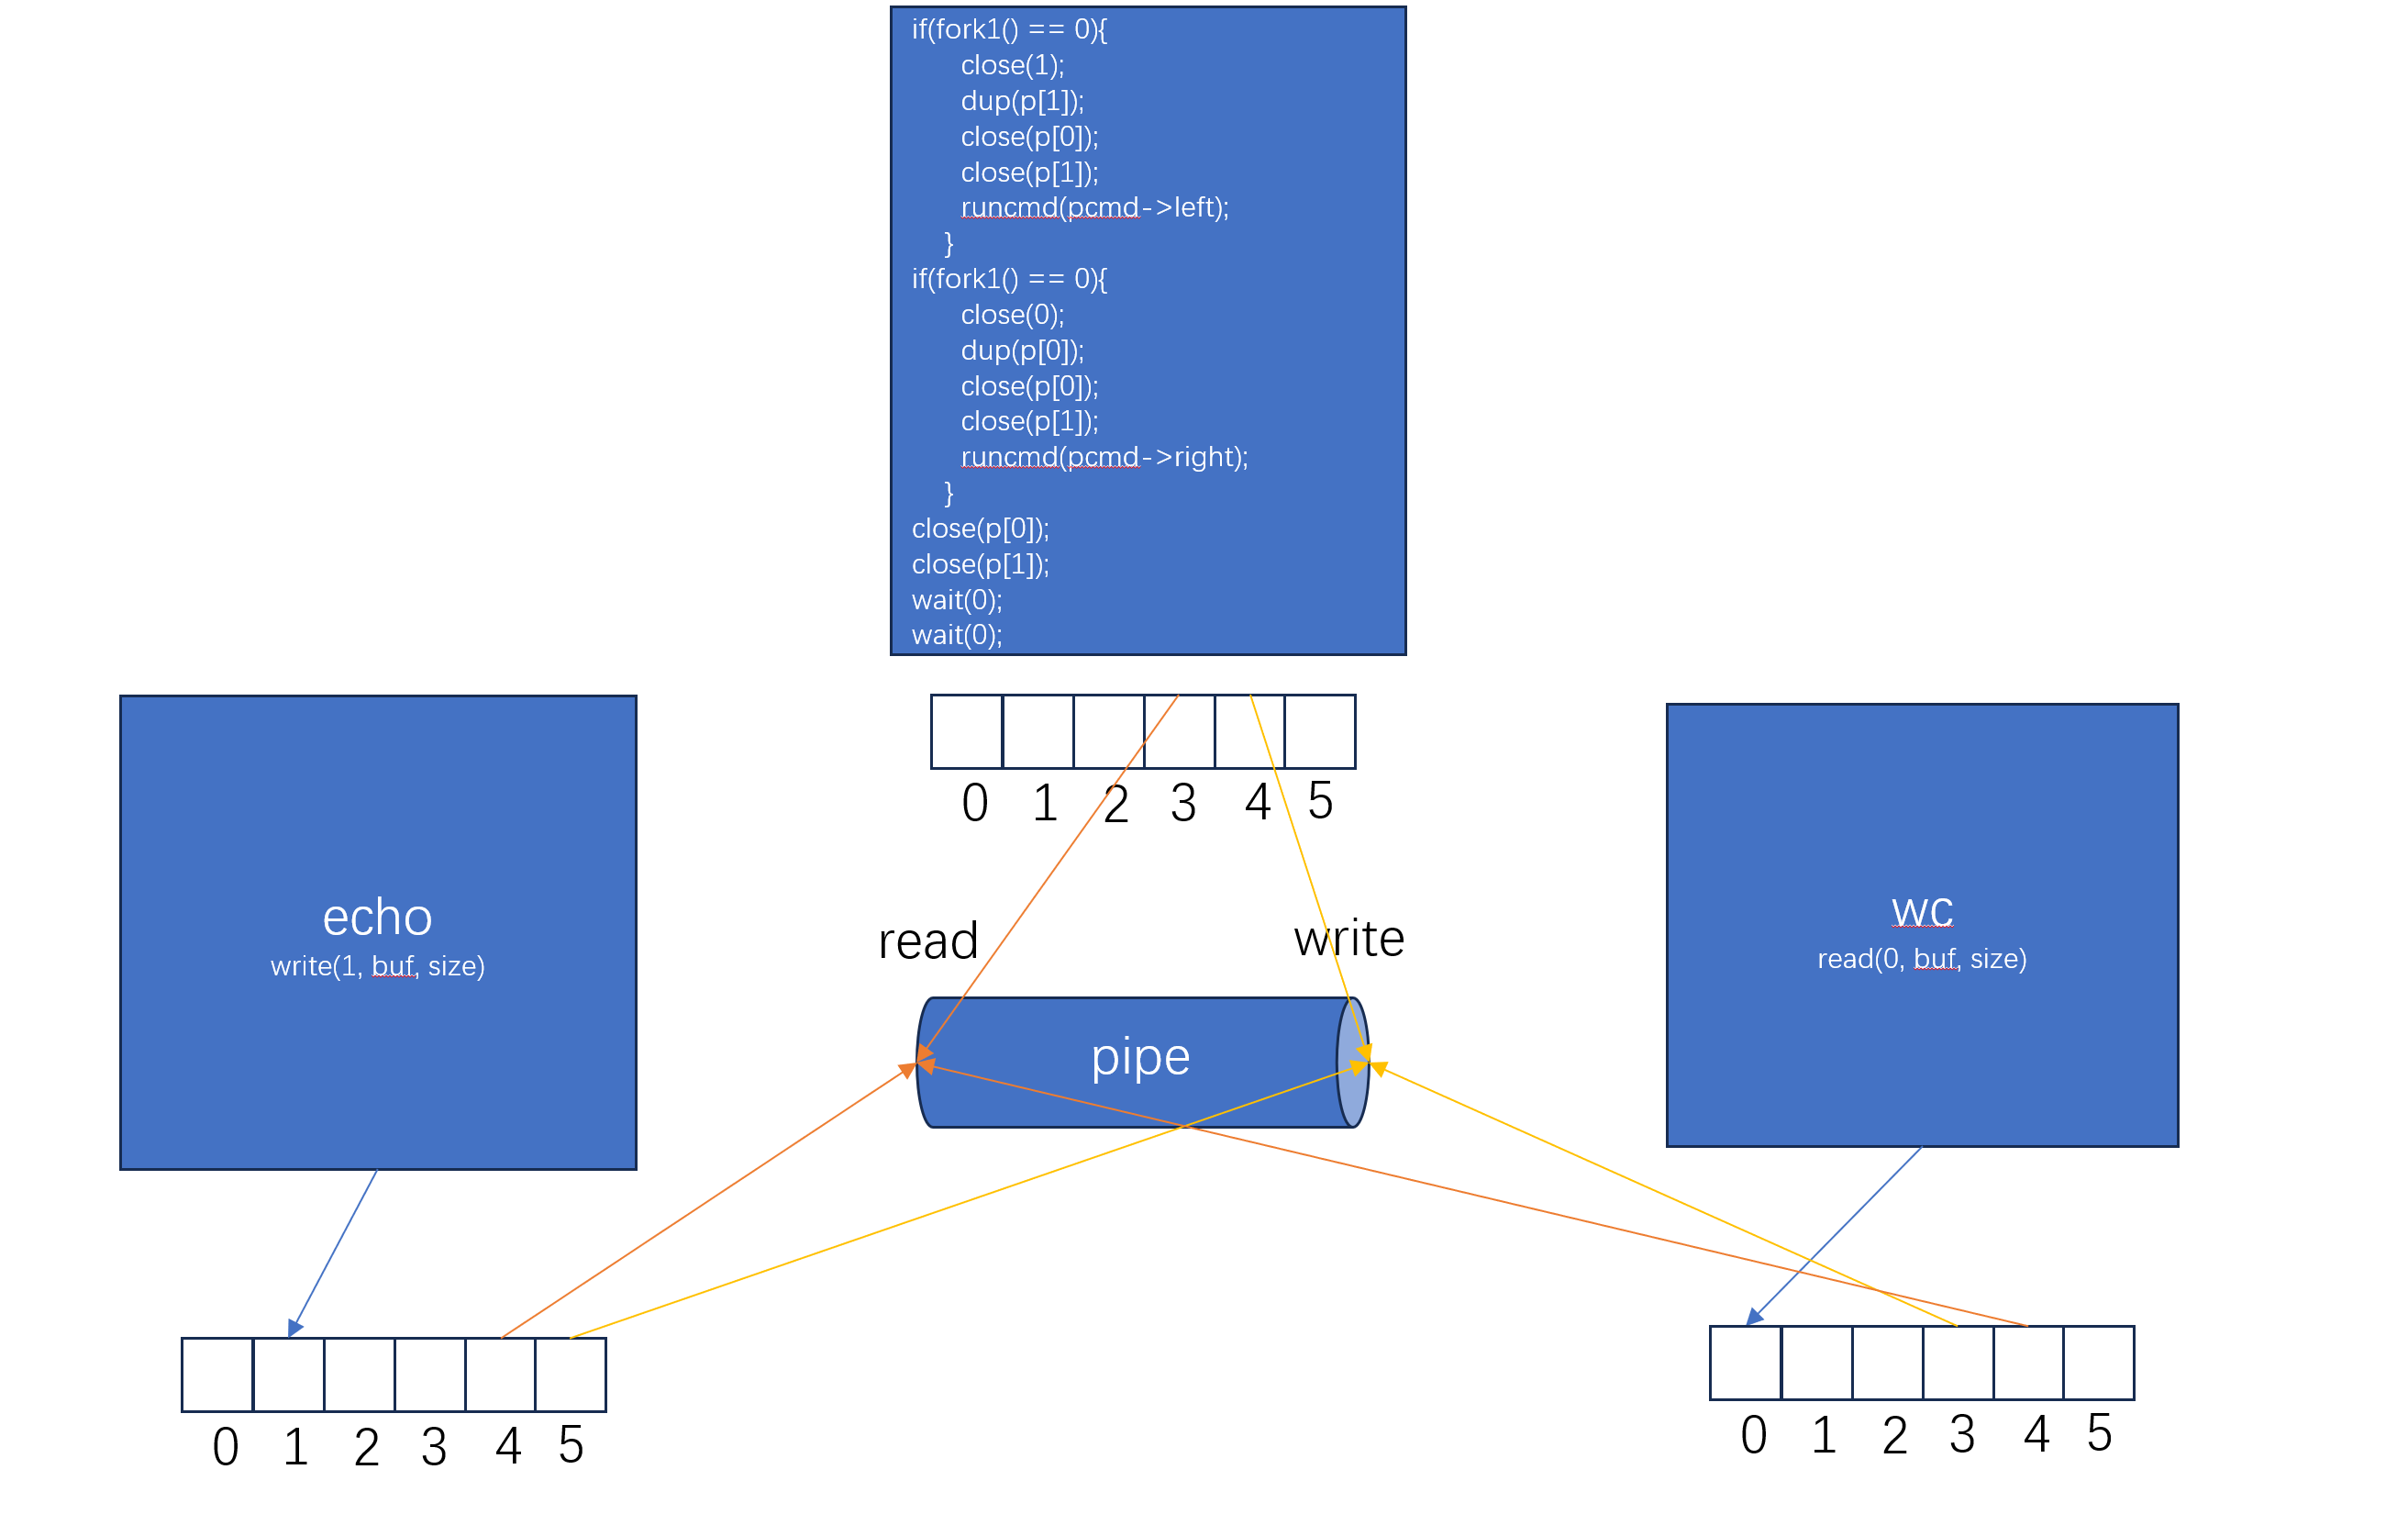 if(fork1() == 0){
close(1);
dup(p[1]);
close(p[0]);
close(p[1]);
runcmd(pcmd->left);
}
if(fork1() == 0){
close(0);
dup(p[0]);
close(p[0]);
close(p[1]);
runcmd(pcmd->right);
}
close(p[0]);
close(p[1]);
wait(0);
wait(0);
0 1 2 3 4 5
echo
write(1, buf, size)
read
write
pipe
wc
read(0, buf, size)
0 1 2 3 4 5
0 1 2 3 4 5